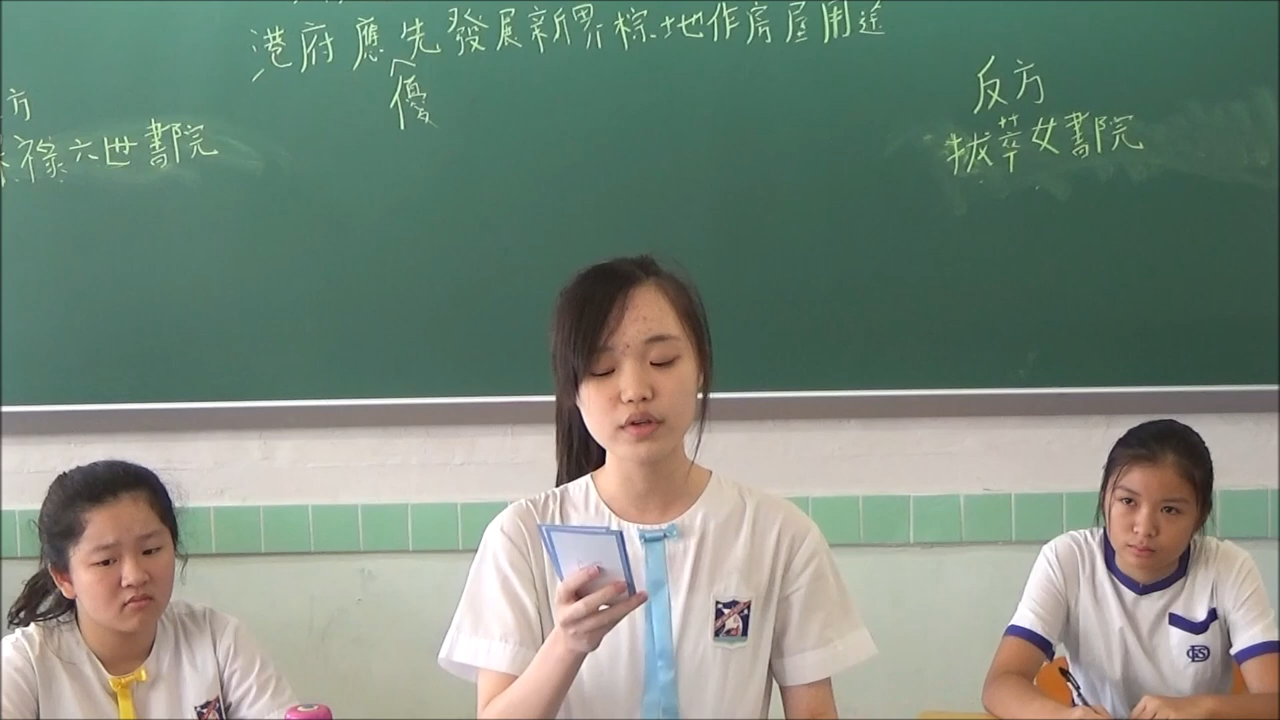 港府應優先發展新界棕地作房屋用途
方
反方
祿六世書院
拔萃女書院